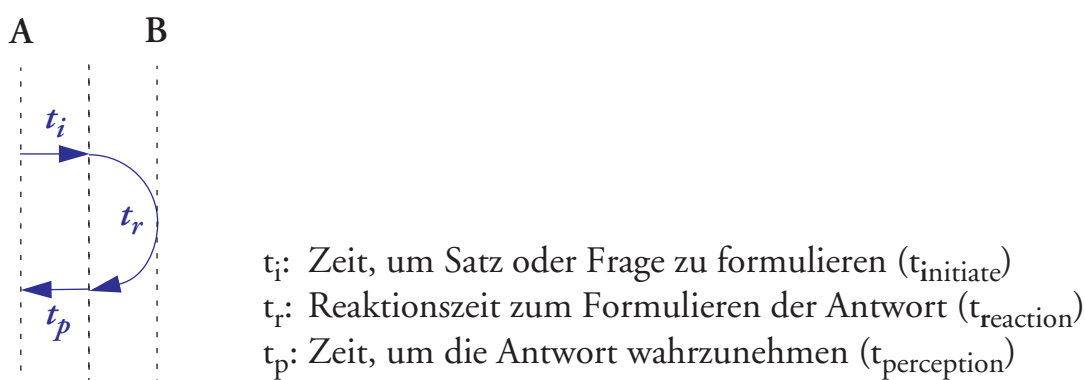 A B
t_i
t_r
t_p
t_i: Zeit, um Satz oder Frage zu formulieren (t_initiate)
t_r: Reaktionszeit zum Formulieren der Antwort (t_reaction)
t_p: Zeit, um die Antwort wahrzunehmen (t_perception)